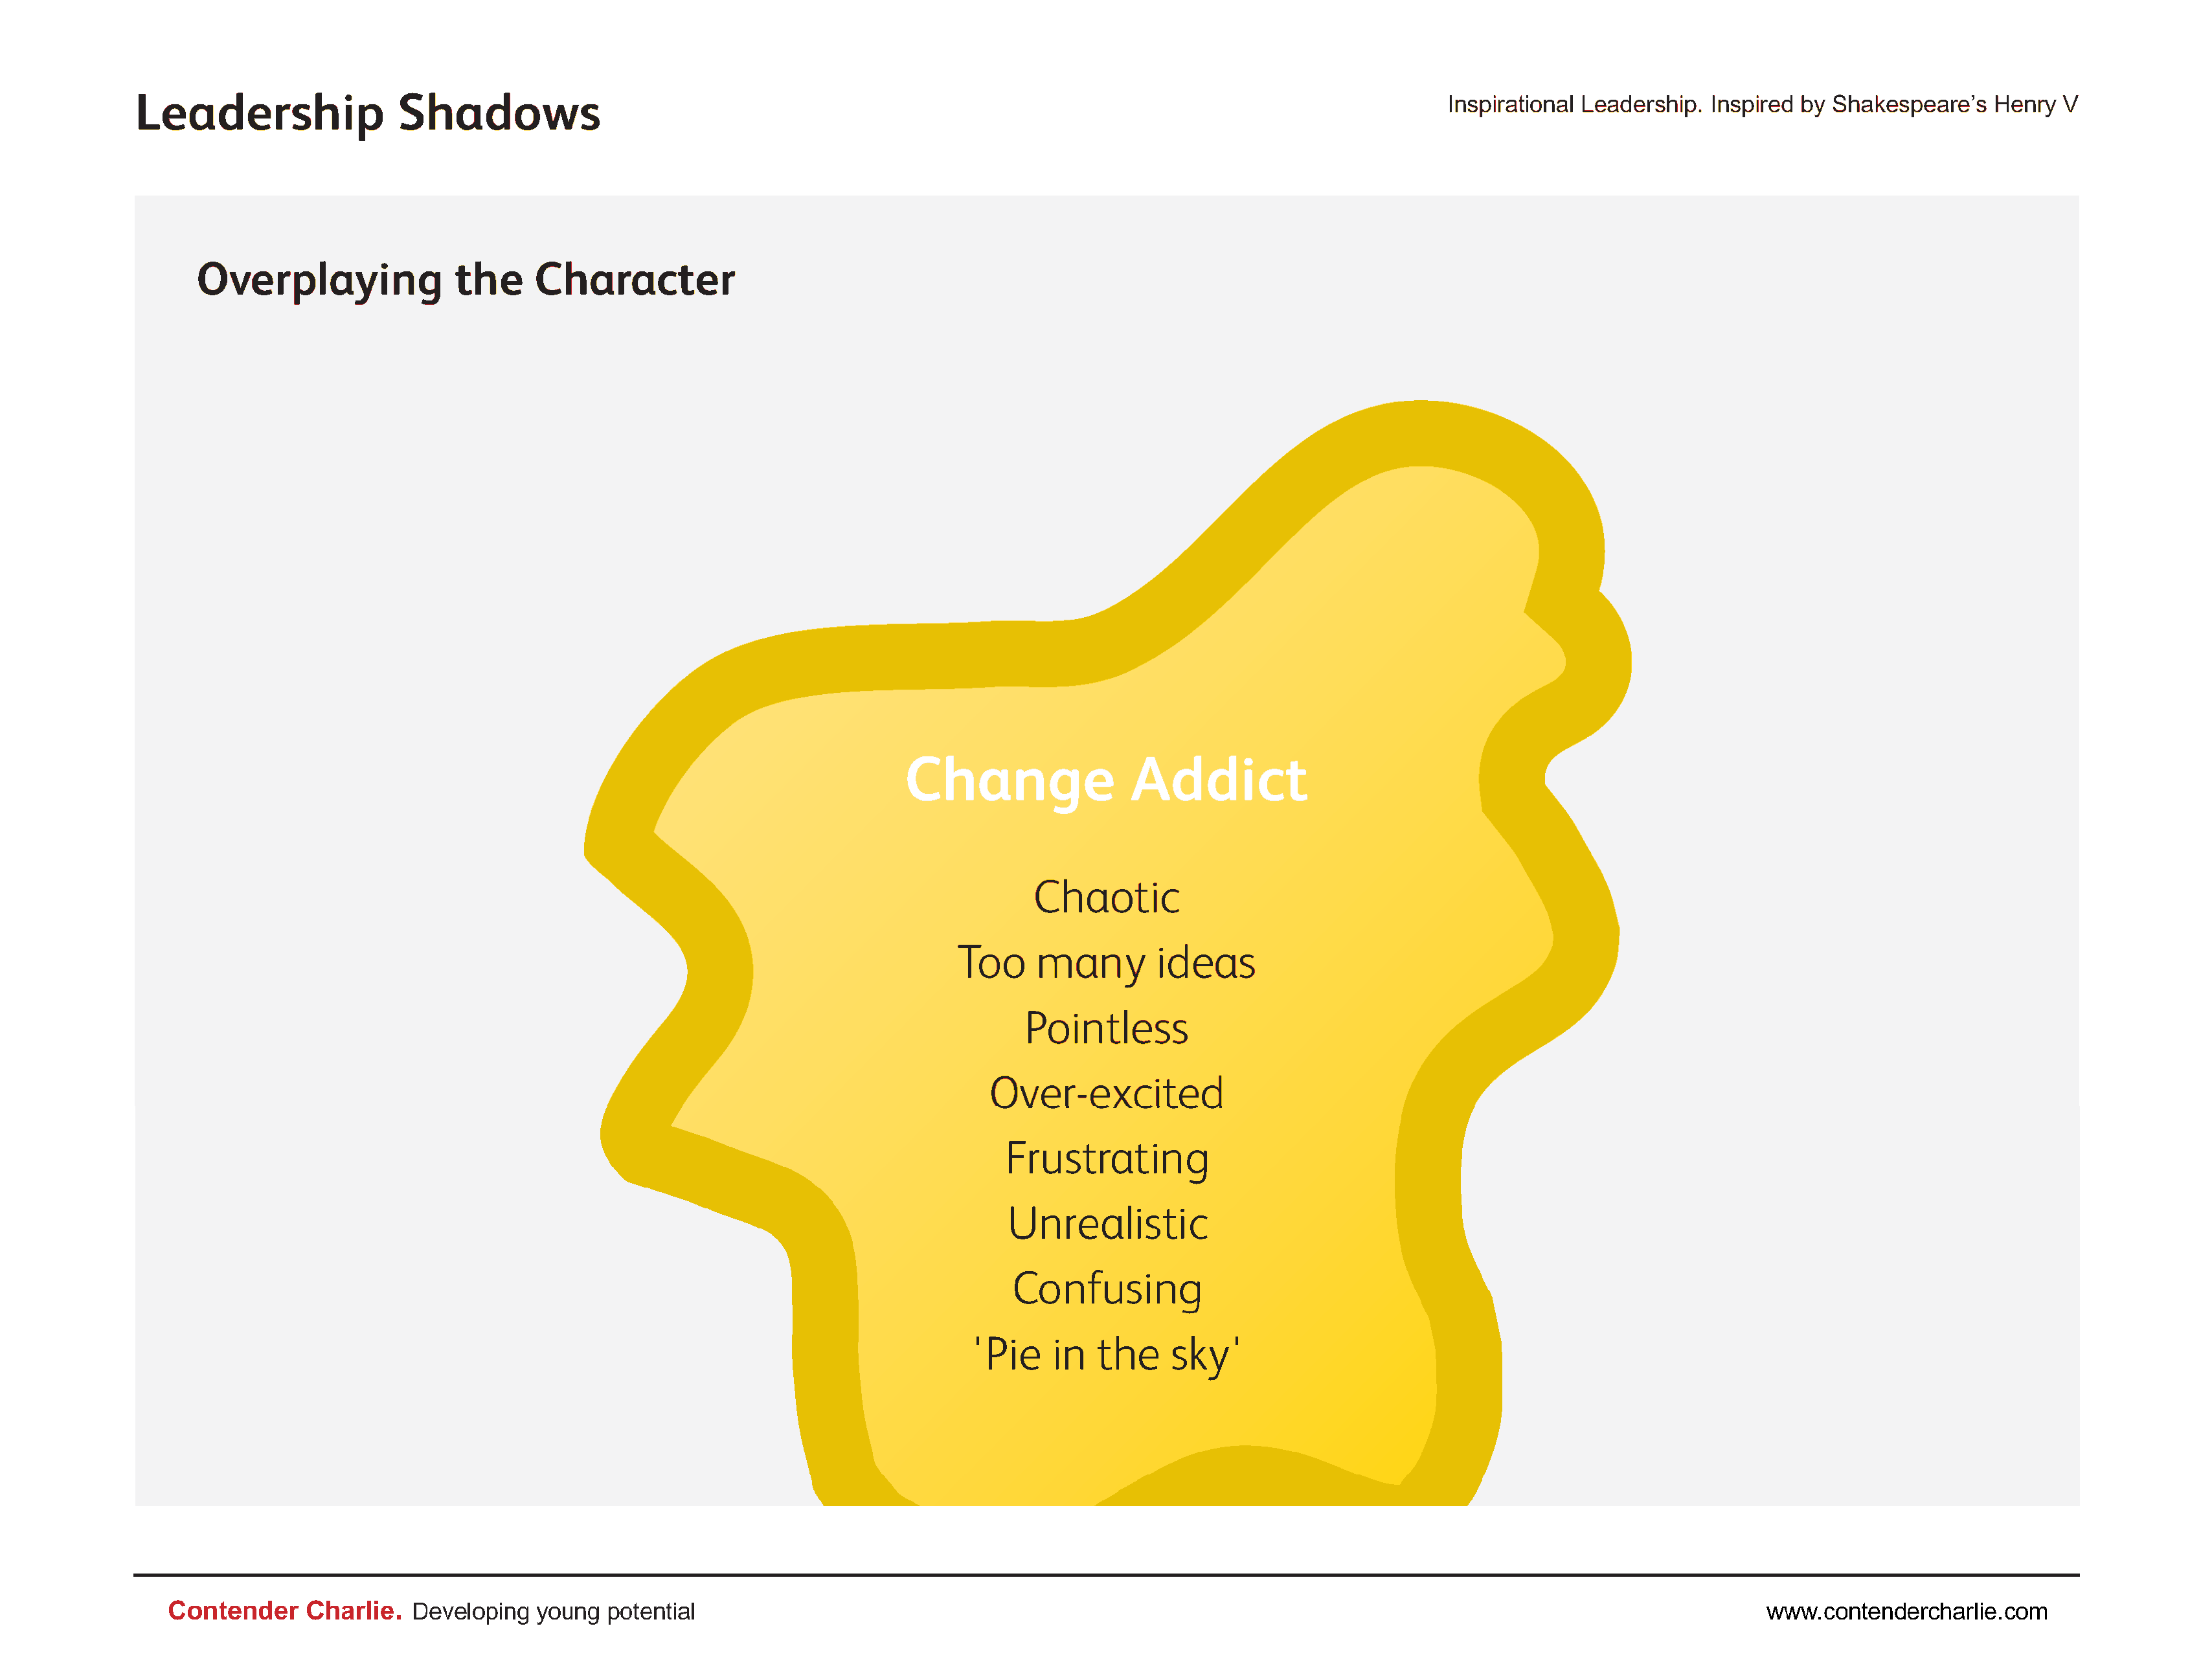 Leadership Shadows
Inspirational Leadership. Inspired by Shakespeare’s Henry V
Overplaying the Character
Change Addict
Chaotic
Too many ideas
Pointless
Over-excited
Frustrating
Unrealistic
Confusing
'Pie in the sky'
Contender Charlie. Developing young potential
www.contendercharlie.com